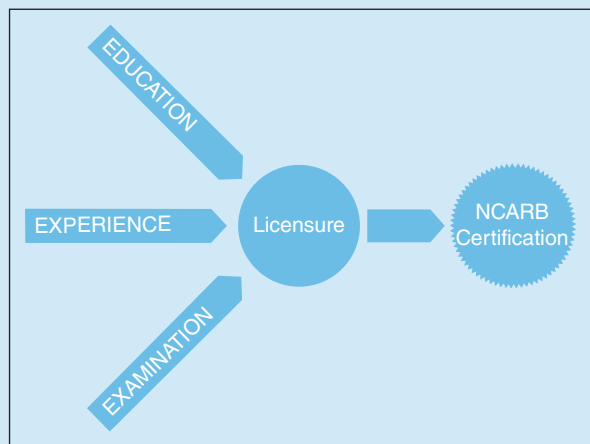 EDUCATION
EXPERIENCE
EXAMINATION
Licensure
NCARB
Certification